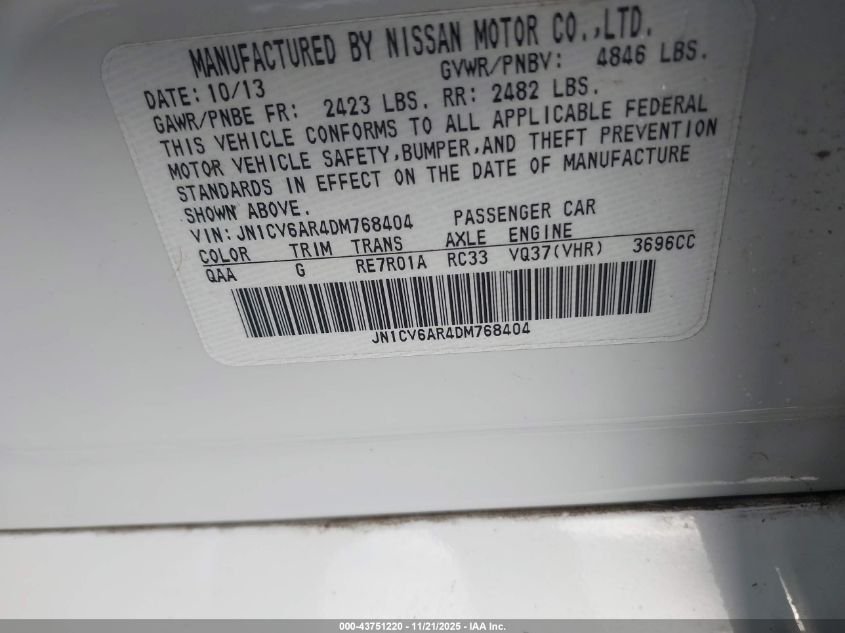 MANUFACTURED BY NISSAN MOTOR CO.,LTD.
DATE: 10/13 GVWR/PNBV: 4846 LBS.
GAWR/PNBE FR: 2423 LBS. RR: 2482 LBS.
THIS VEHICLE CONFORMS TO ALL APPLICABLE FEDERAL
MOTOR VEHICLE SAFETY,BUMPER,AND THEFT PREVENTION
STANDARDS IN EFFECT ON THE DATE OF MANUFACTURE
SHOWN ABOVE.
VIN: JN1CV6AR4DM768404 PASSENGER CAR
COLOR TRIM TRANS AXLE ENGINE
QAA G RE7R01A RC33 VQ37(VHR) 3696CC
JN1CV6AR4DM768404
000-43751220 - 11/21/2025 - IAA Inc.